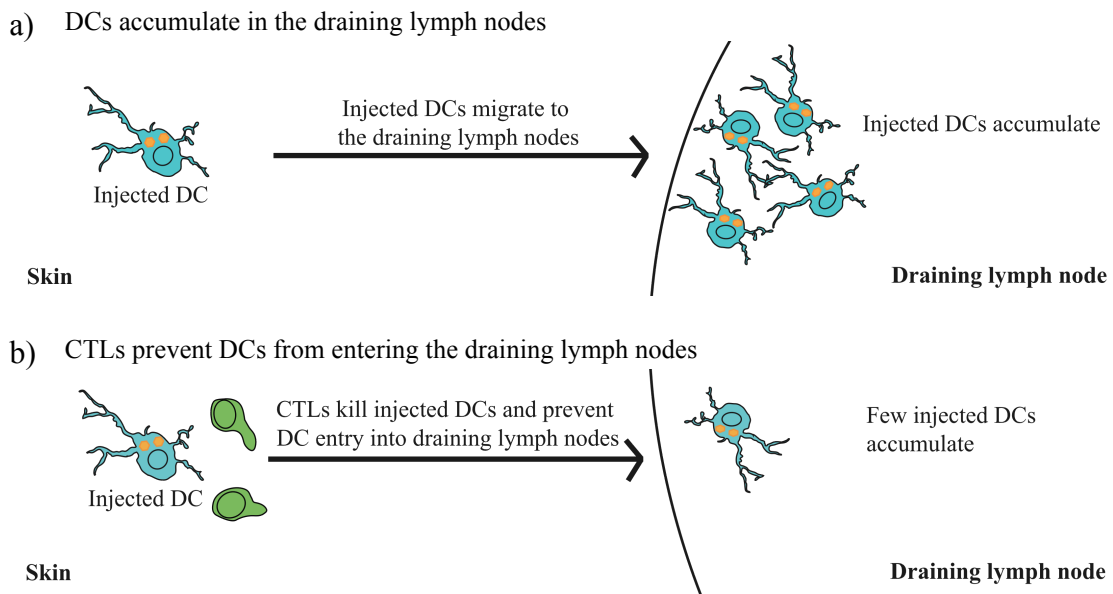 a) DCs accumulate in the draining lymph nodes
Injected DCs migrate to
the draining lymph nodes
Injected DCs accumulate
Injected DC
Skin
Draining lymph node
b) CTLs prevent DCs from entering the draining lymph nodes
CTLs kill injected DCs and prevent
DC entry into draining lymph nodes
Few injected DCs
accumulate
Injected DC
Skin
Draining lymph node